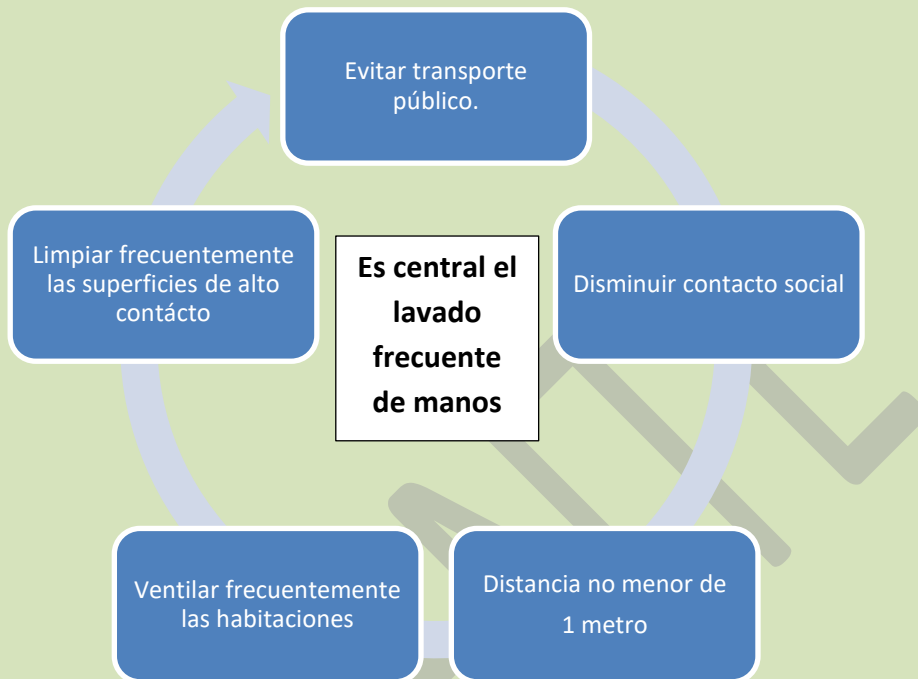 Evitar transporte
público.
Disminuir contacto social
Distancia no menor de
1 metro
Ventilar frecuentemente
las habitaciones
Limpiar frecuentemente
las superficies de alto
contácto
Es central el
lavado
frecuente
de manos